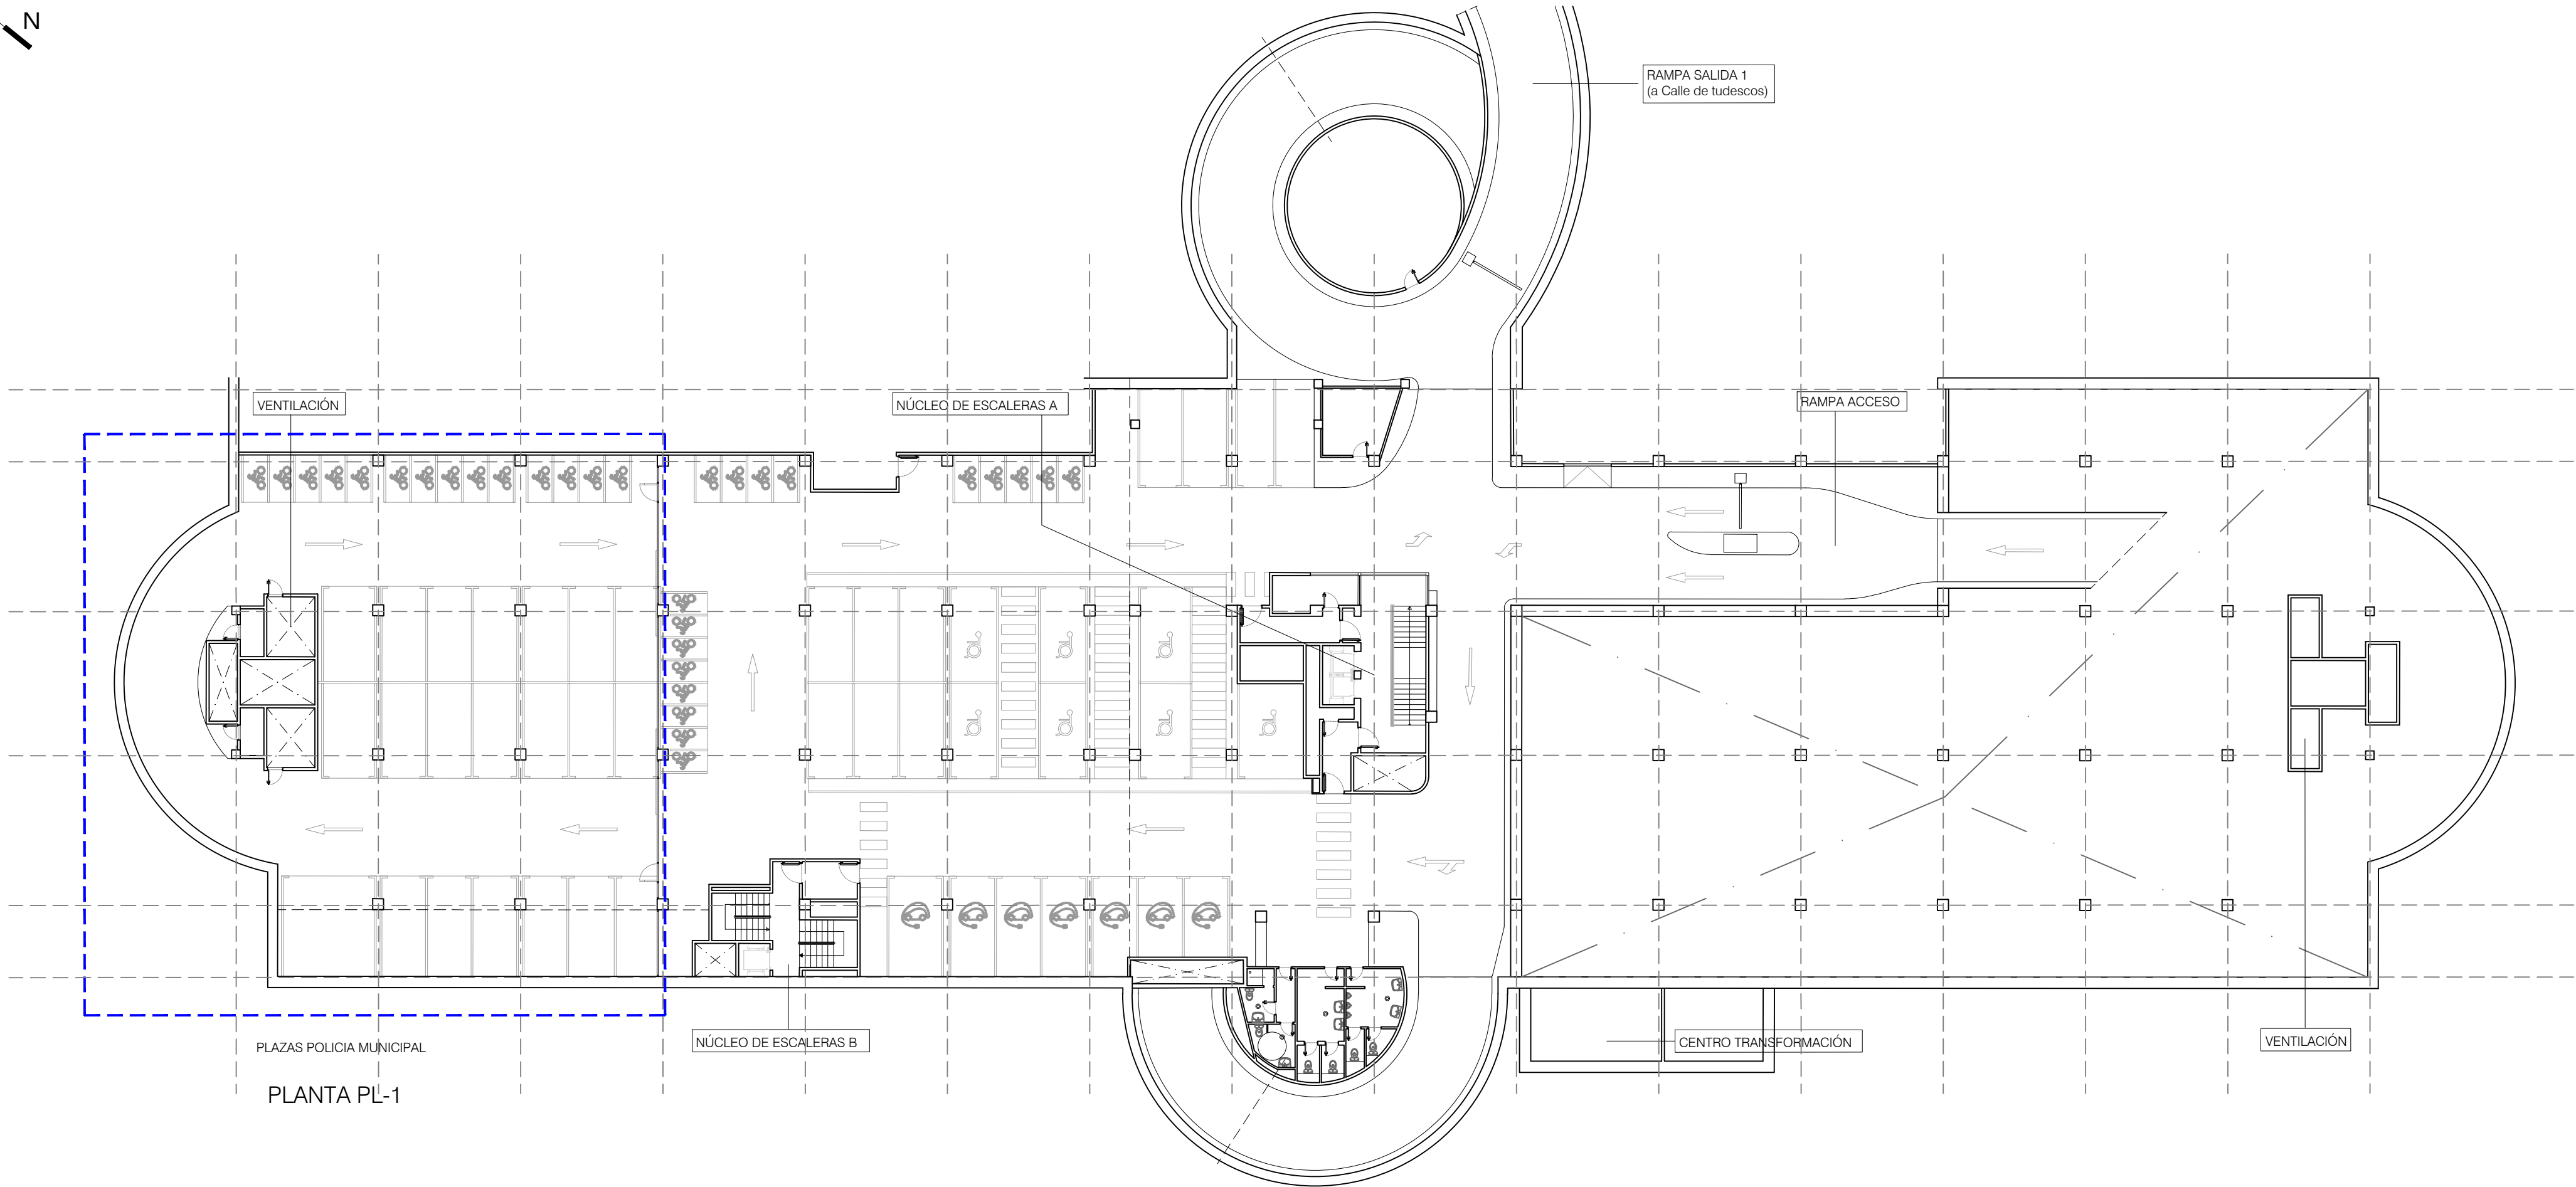 N
RAMPA SALIDA 1
(a Calle de tudescos)
VENTILACIÓN
NÚCLEO DE ESCALERAS A
RAMPA ACCESO
NÚCLEO DE ESCALERAS B
CENTRO TRANSFORMACIÓN
VENTILACIÓN
PLAZAS POLICIA MUNICIPAL
PLANTA PL-1